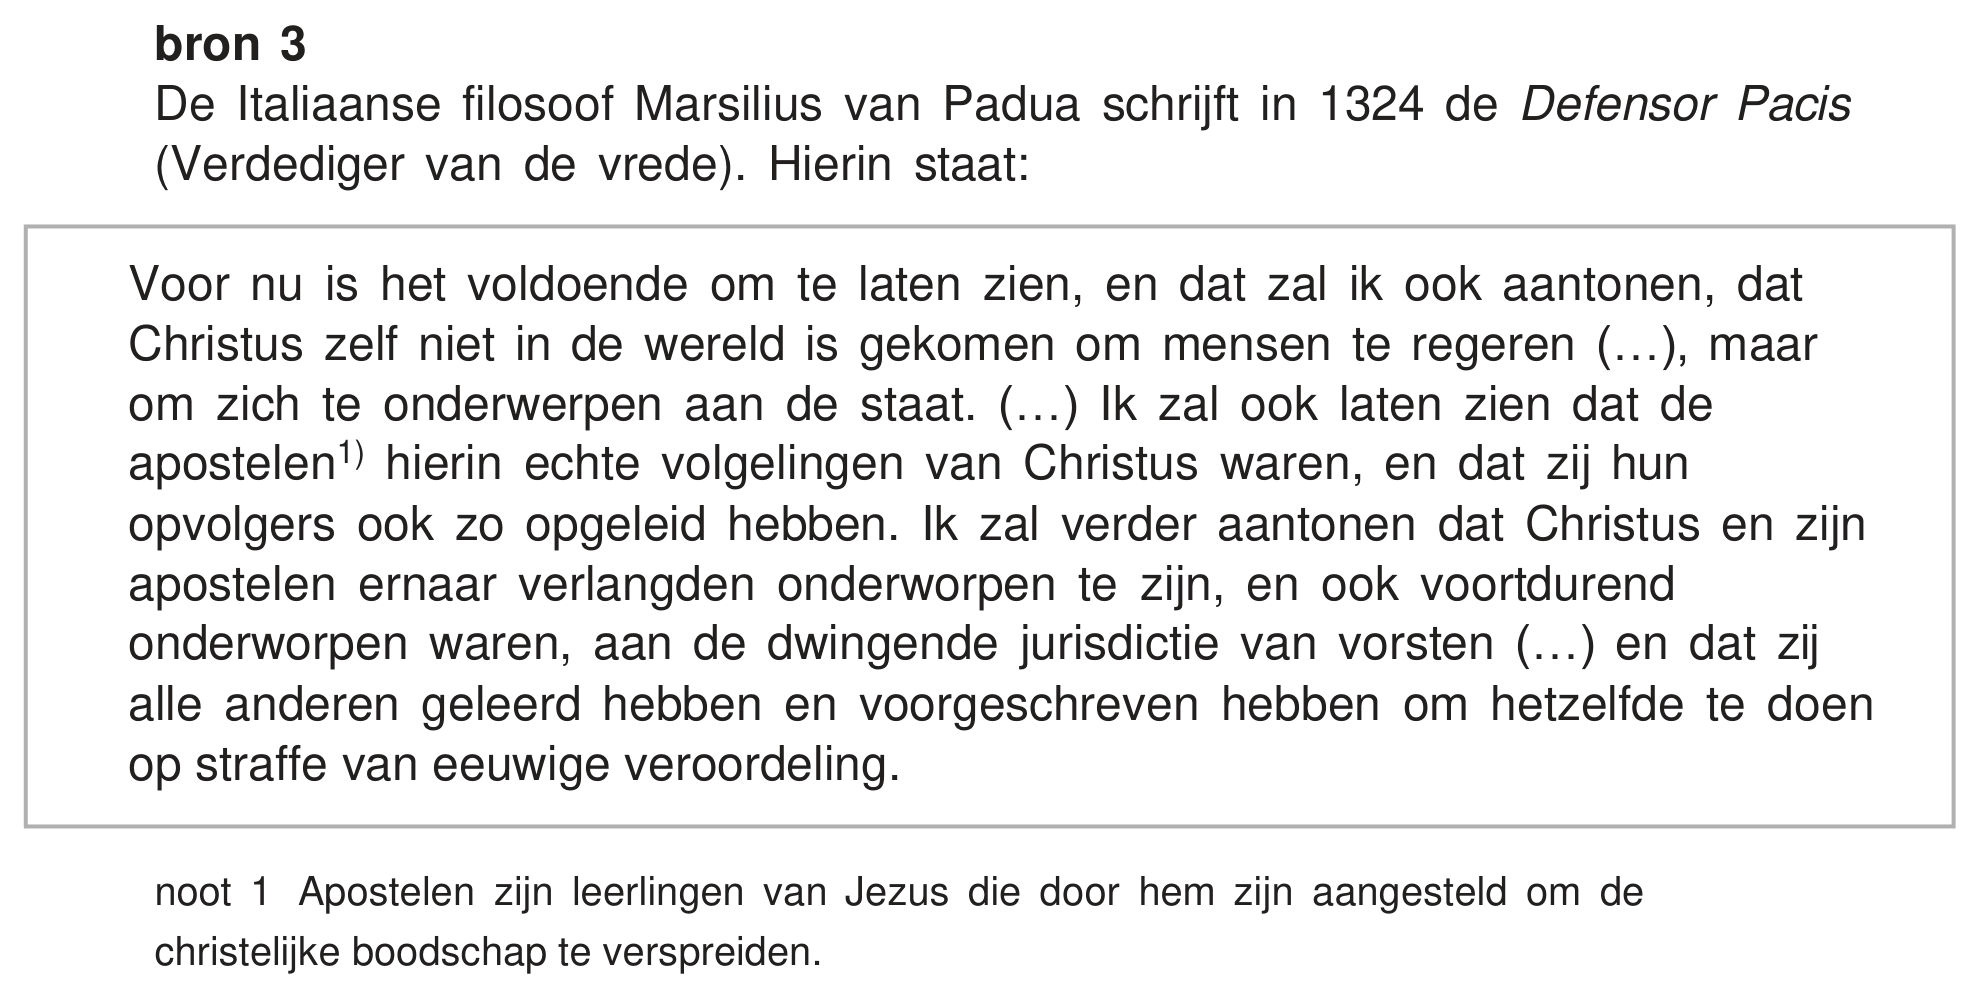 bron 3
De Italiaanse filosoof Marsilius van Padua schrijft in 1324 de Defensor Pacis
(Verdediger van de vrede). Hierin staat:
Voor nu is het voldoende om te laten zien, en dat zal ik ook aantonen, dat
Christus zelf niet in de wereld is gekomen om mensen te regeren (…), maar
om zich te onderwerpen aan de staat. (…) Ik zal ook laten zien dat de
apostelen1) hierin echte volgelingen van Christus waren, en dat zij hun
opvolgers ook zo opgeleid hebben. Ik zal verder aantonen dat Christus en zijn
apostelen ernaar verlangden onderworpen te zijn, en ook voortdurend
onderworpen waren, aan de dwingende jurisdictie van vorsten (…) en dat zij
alle anderen geleerd hebben en voorgeschreven hebben om hetzelfde te doen
op straffe van eeuwige veroordeling.
noot 1 Apostelen zijn leerlingen van Jezus die door hem zijn aangesteld om de
christelijke boodschap te verspreiden.